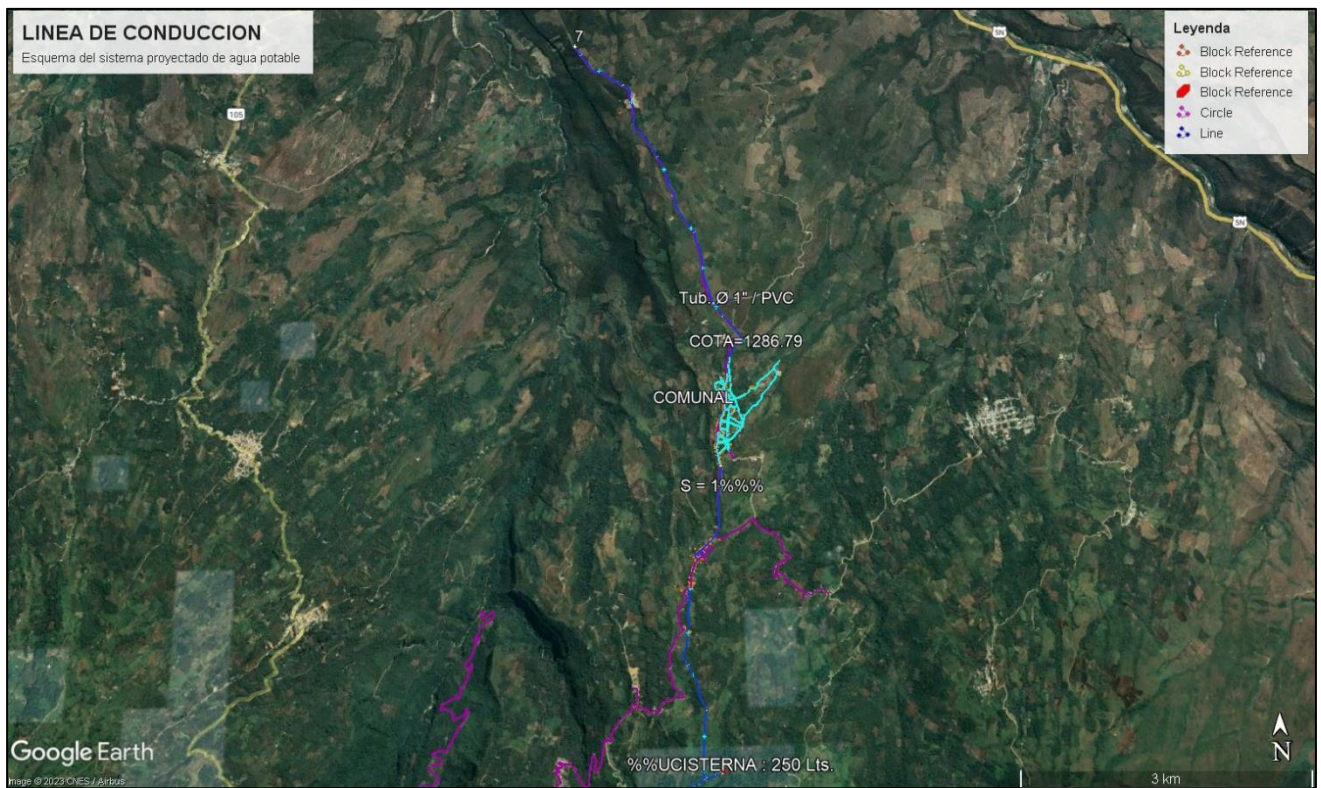 LINEA DE CONDUCCION
Esquema del sistema proyectado de agua potable
7
Leyenda
Block Reference
Block Reference
Block Reference
Circle
Line
5N
105
5N
Tub. Ø 1" / PVC
COTA=1286.79
COMUNAL
S = 1%%%
%%UCISTERNA : 250 Lts.
Google Earth
Image © 2023 CNES / Airbus
N
3 km